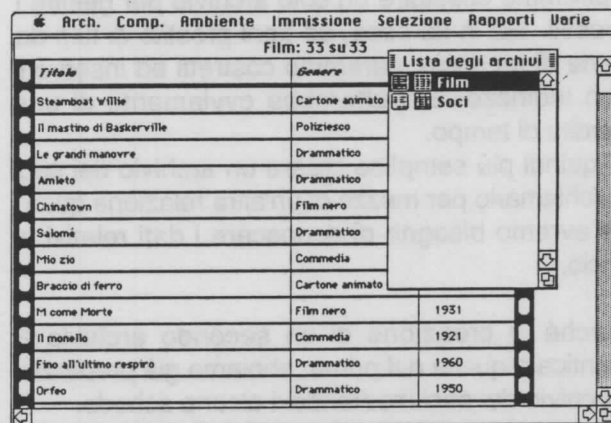 Arch. Comp. Ambiente Immissione Selezione Rapporti Varie
Film: 33 su 33
Lista degli archivi
Film
Soci
Titolo Genere
Steamboat Willie Cartone animato
Il mastino di Baskerville Poliziesco
Le grandi manovre Drammatico
Amleto Drammatico
Chimere Film nero
Salomé Drammatico
Mio zio Commedia
Braccio di ferro Cartone animato
M come Morte Film nero 1931
Il monello Commedia 1921
Fino all'ultimo respiro Drammatico 1960
Orfeo Drammatico 1950